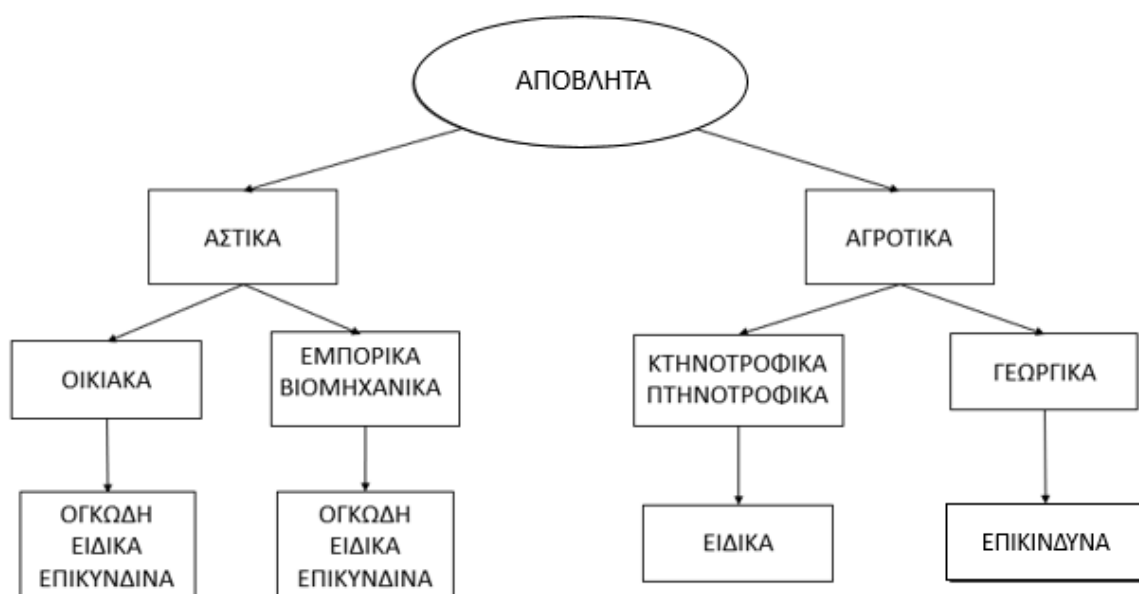 ΑΠΟΒΛΗΤΑ
ΑΣΤΙΚΑ
ΑΓΡΟΤΙΚΑ
ΟΙΚΙΑΚΑ
ΕΜΠΟΡΙΚΑ
ΒΙΟΜΗΧΑΝΙΚΑ
ΚΤΗΝΟΤΡΟΦΙΚΑ
ΠΤΗΝΟΤΡΟΦΙΚΑ
ΓΕΩΡΓΙΚΑ
ΟΓΚΩΔΗ
ΕΙΔΙΚΑ
ΕΠΙΚΥΝΔΙΝΑ
ΟΓΚΩΔΗ
ΕΙΔΙΚΑ
ΕΠΙΚΥΝΔΙΝΑ
ΕΙΔΙΚΑ
ΕΠΙΚΙΝΔΥΝΑ